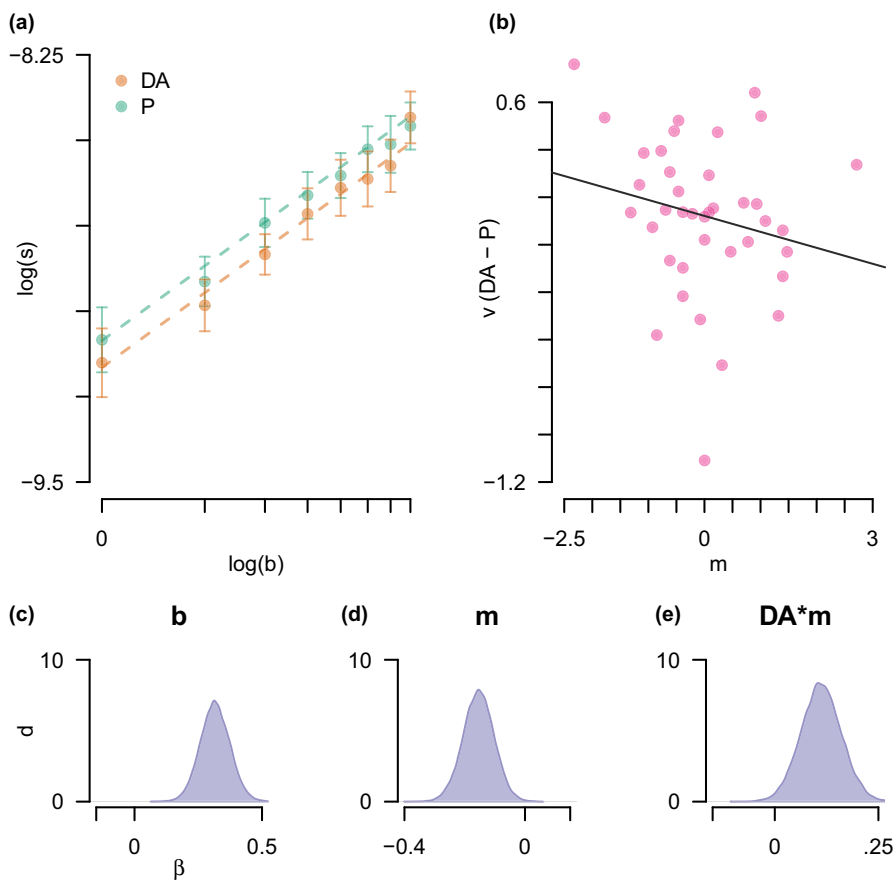 (a)
−8.25
DA
P
log(s)
−9.5
0
log(b)
(b)
0.6
v (DA − P)
−1.2
−2.5 0 3
m
(c) b
10
d
0
0 0.5
β
(d) m
10
0
−0.4 0
(e) DA*m
10
0
0 .25